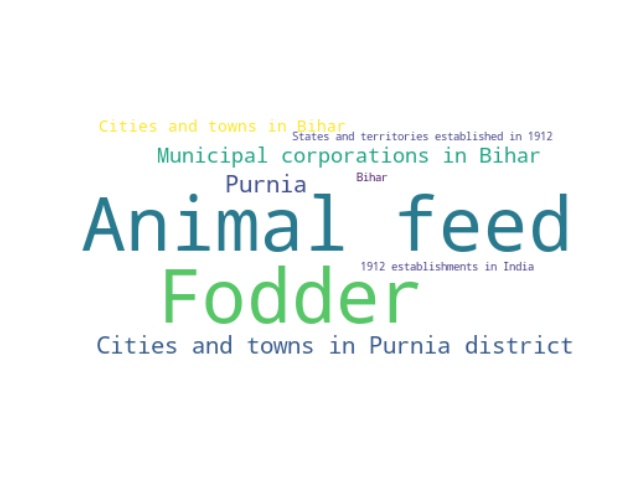 Cities and towns in Bihar
States and territories established in 1912
Municipal corporations in Bihar
Purnia
Bihar
Animal feed
1912 establishments in India
Fodder
Cities and towns in Purnia district